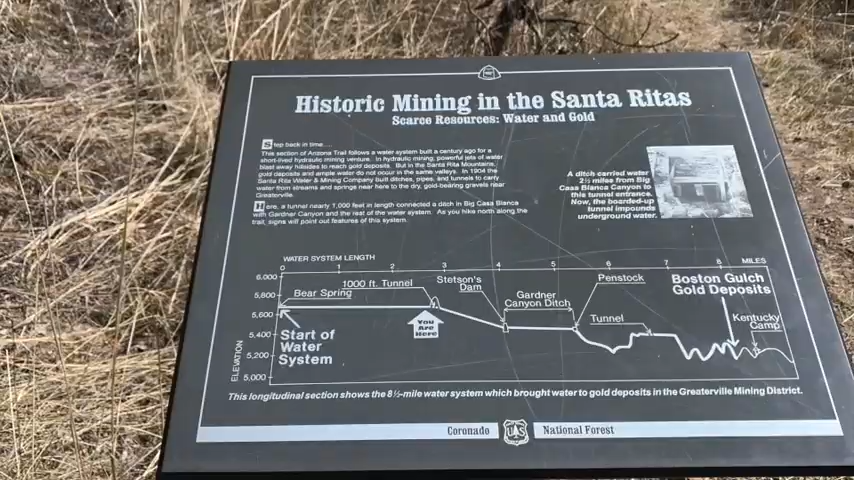 Historic Mining in the Santa Ritas
Scarce Resources: Water and Gold
Step back in time....
This section of Arizona Trail follows a water system built a century ago for a
short-lived hydraulic mining venture. In hydraulic mining, powerful jets of water
blast away hillsides to reach gold deposits. But in the Santa Rita Mountains,
gold deposits and ample water do not occur in the same valleys. In 1904 the
Santa Rita Water & Mining Company built ditches, pipes, and tunnels to carry
water from streams and springs near here to the dry, gold-bearing gravels near
Greaterville.
Here, a tunnel nearly 1,000 feet in length connected a ditch in Big Casa Blanca
with Gardner Canyon and the rest of the water system. As you hike north along the
trail, signs will point out features of this system.
A ditch carried water
2½ miles from Big
Casa Blanca Canyon to
this tunnel entrance.
Now, the boarded-up
tunnel impounds
underground water.
WATER SYSTEM LENGTH
0 1 2 3 4 5 6 7 8 MILES
ELEVATION
6,000
5,800
5,600
5,400
5,200
5,000
Bear Spring
1000 ft. Tunnel
Stetson's
Dam
Gardner
Canyon Ditch
Penstock
Tunnel
Boston Gulch
Gold Deposits
Kentucky
Camp
You
Are
Here
Start of
Water
System
This longitudinal section shows the 8½-mile water system which brought water to gold deposits in the Greaterville Mining District.
Coronado UAS National Forest